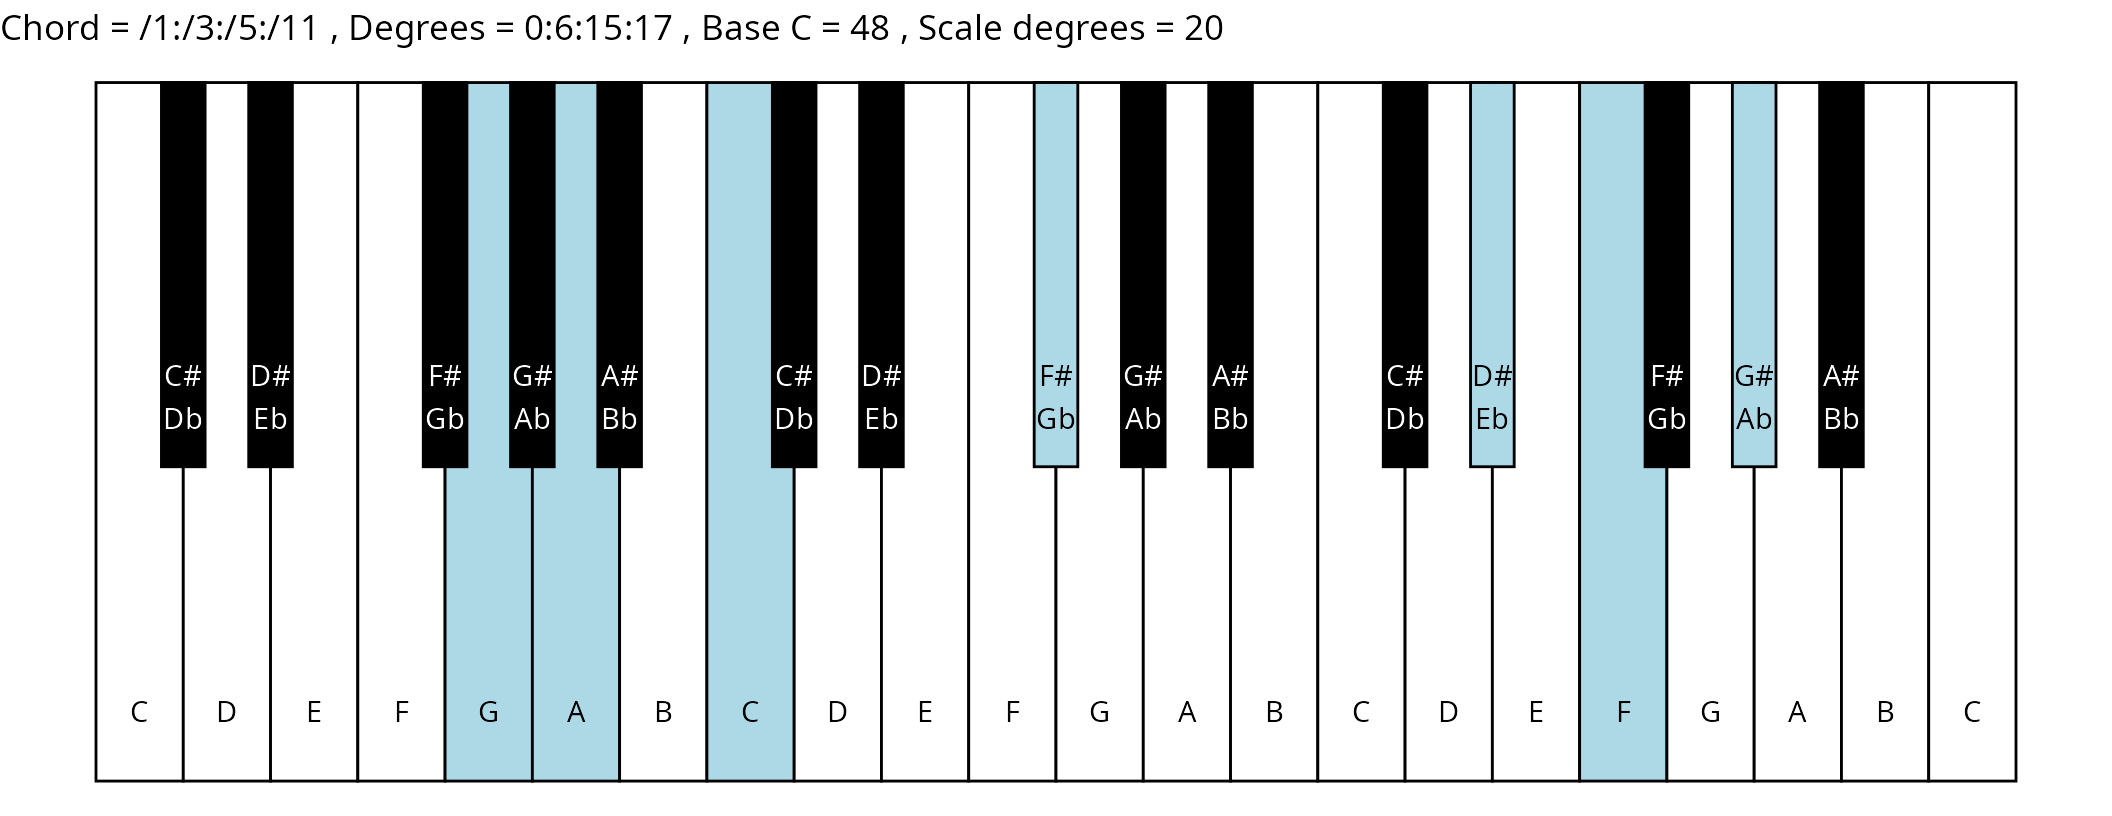 Chord = /1:/3:/5:/11 , Degrees = 0:6:15:17 , Base C = 48 , Scale degrees = 20
C# D# F# G# A# C# D# F# G# A# C# D# F# G# A#
Db Eb Gb Ab Bb Db Eb Gb Ab Bb Db Eb Gb Ab Bb
C D E F G A B C D E F G A B C D E F G A B C